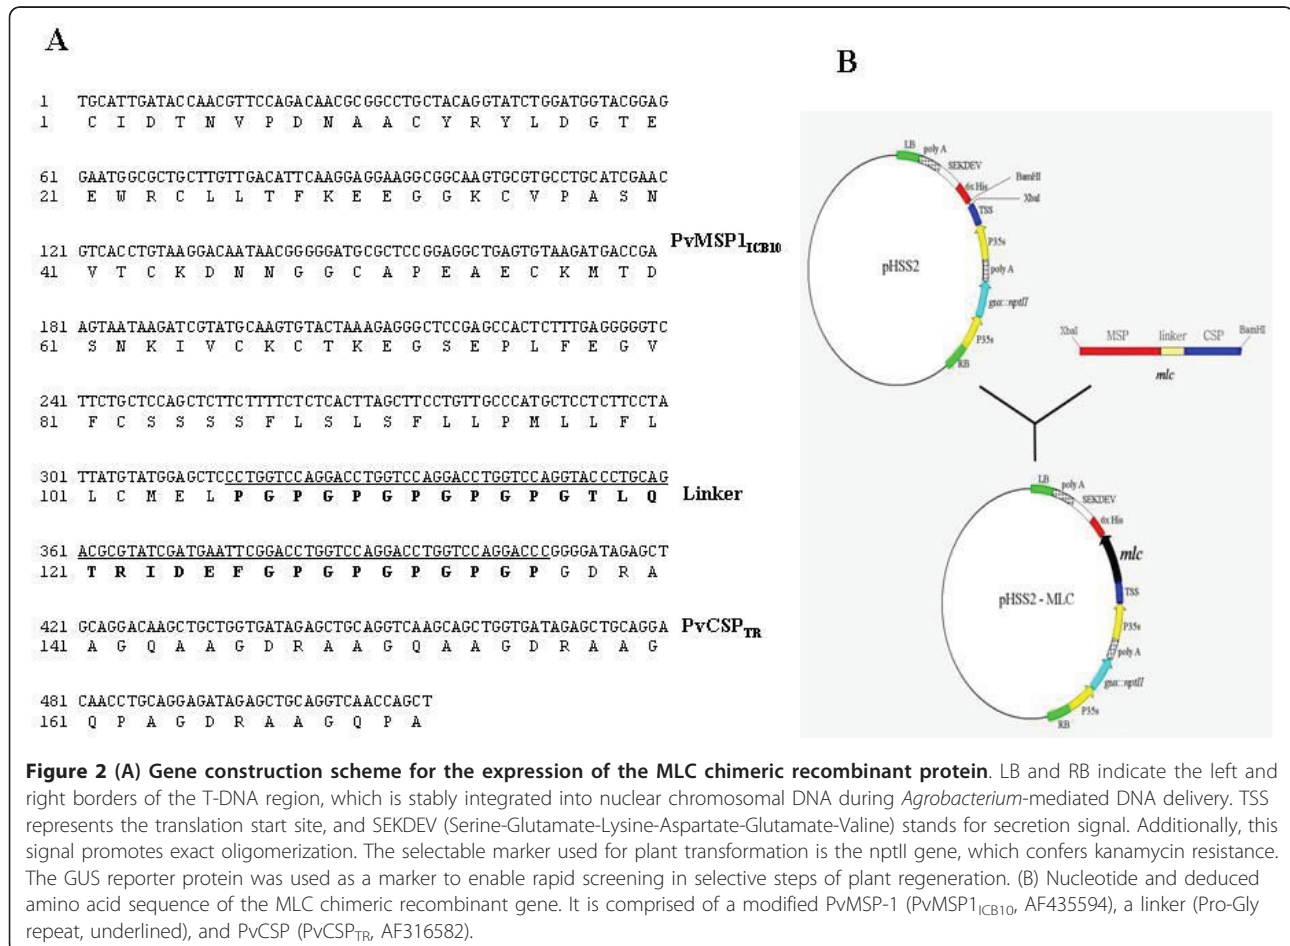 A
1 TGCATTGATACCAACGTTCCAGACAACGCGGCCTGCTACAGGTATCTGGATGGTACGGAG
1 C I D T N V P D N A A C Y R Y L D G T E
61 GAATGGCGCTGCTTGTTGACATTCAAGGAGGAAGGCGGCAAGTGCGTGCCTGCATCGAAC
21 E W R C L L T F K E E G G K C V P A S N
121 GTCACCTGTAAGGACAATAACGGGGGATGCGCTCCGGAGGCTGAGTGTAAGATGACCGA
41 V T C K D N N G G C A P E A E C K M T D
PvMSP1ICB10
181 AGTAATAAGATCGTATGCAAGTGTACTAAAGAGGGCTCCGAGCCACTCTTTGAGGGGGTC
61 S N K I V C K C T K E G S E P L F E G V
241 TTCTGCTCCAGCTCTTCTTTTCTCTCACTTAGCTTCCTGTTGCCCATGCTCCTCTTCCTA
81 F C S S S S F L S L S F L L P M L L F L
301 TTATGTATGGAGCTCCCTGGTCCAGGACCTGGTCCAGGACCTGGTCCAGGTACCCTGCAG
101 L C M E L P G P G P G P G P G P G T L Q
Linker
361 ACGCGTATCGATGAATTCGGACCTGGTCCAGGACCTGGTCCAGGACCCGGGGATAGAGCT
121 T R I D E F G P G P G P G P G P G D R A
421 GCAGGACAAGCTGCTGGTGATAGAGCTGCAGGTCAAGCAGCTGGTGATAGAGCTGCAGGA
141 A G Q A A G D R A A G Q A A G D R A A G
PvCSPTR
481 CAACCTGCAGGAGATAGAGCTGCAGGTCAACCAGCT
161 Q P A G D R A A G Q P A
B
LB
poly A
SEKDEV
6x His
BamHI
XbaI
TSS
P35s
poly A
gus::nptII
P35s
RB
pHSS2
XbaI
MSP
linker
CSP
BamHI
mlc
LB
poly A
SEKDEV
6x His
mlc
TSS
P35s
poly A
gus::nptII
P35s
RB
pHSS2 - MLC
Figure 2 (A) Gene construction scheme for the expression of the MLC chimeric recombinant protein. LB and RB indicate the left and
right borders of the T-DNA region, which is stably integrated into nuclear chromosomal DNA during Agrobacterium-mediated DNA delivery. TSS
represents the translation start site, and SEKDEV (Serine-Glutamate-Lysine-Aspartate-Glutamate-Valine) stands for secretion signal. Additionally, this
signal promotes exact oligomerization. The selectable marker used for plant transformation is the nptII gene, which confers kanamycin resistance.
The GUS reporter protein was used as a marker to enable rapid screening in selective steps of plant regeneration. (B) Nucleotide and deduced
amino acid sequence of the MLC chimeric recombinant gene. It is comprised of a modified PvMSP-1 (PvMSP1ICB10, AF435594), a linker (Pro-Gly
repeat, underlined), and PvCSP (PvCSPTR, AF316582).